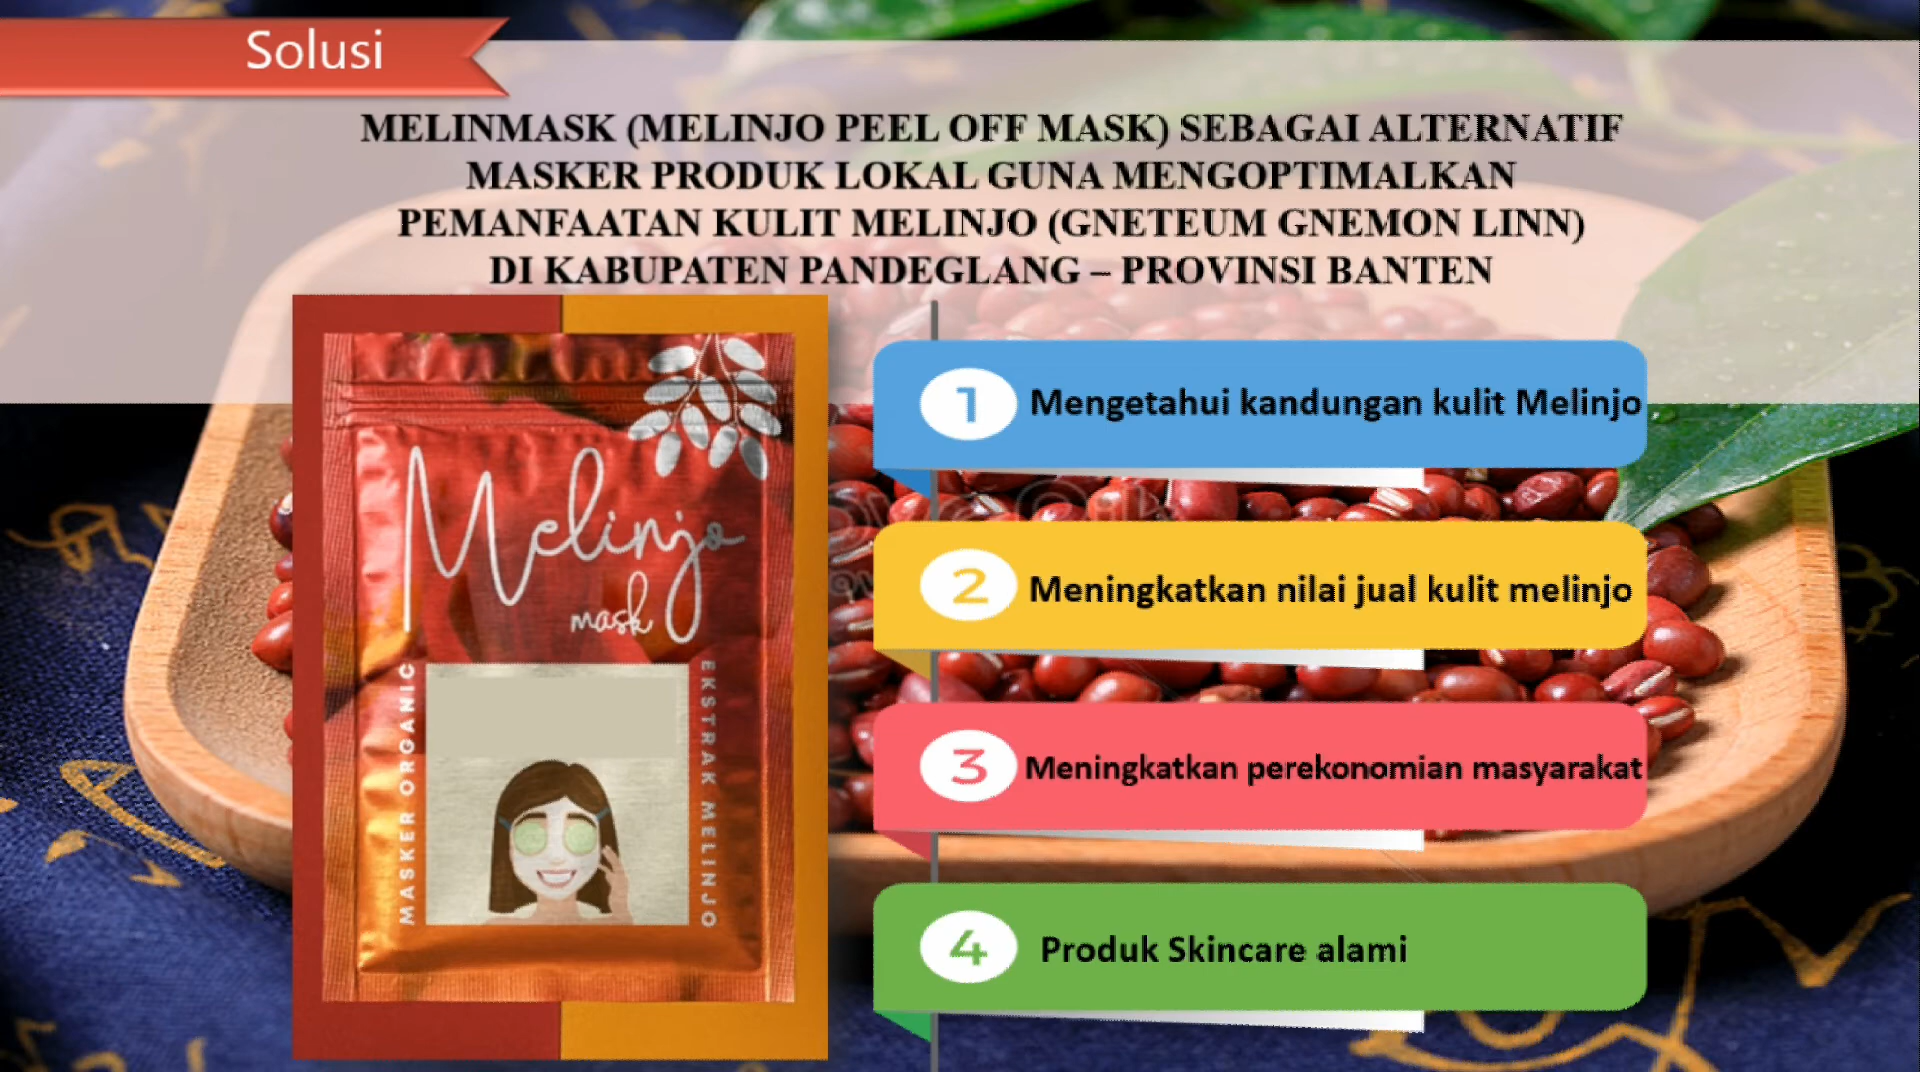 Solusi
MELINMASK (MELINJO PEEL OFF MASK) SEBAGAI ALTERNATIF
MASKER PRODUK LOKAL GUNA MENGOPTIMALKAN
PEMANFAATAN KULIT MELINJO (GNETEUM GNEMON LINN)
DI KABUPATEN PANDEGLANG – PROVINSI BANTEN
Melinjo
mask
MASKER ORGANIC
EKSTRAK MELINJO
1 Mengetahui kandungan kulit Melinjo
2 Meningkatkan nilai jual kulit melinjo
3 Meningkatkan perekonomian masyarakat
4 Produk Skincare alami